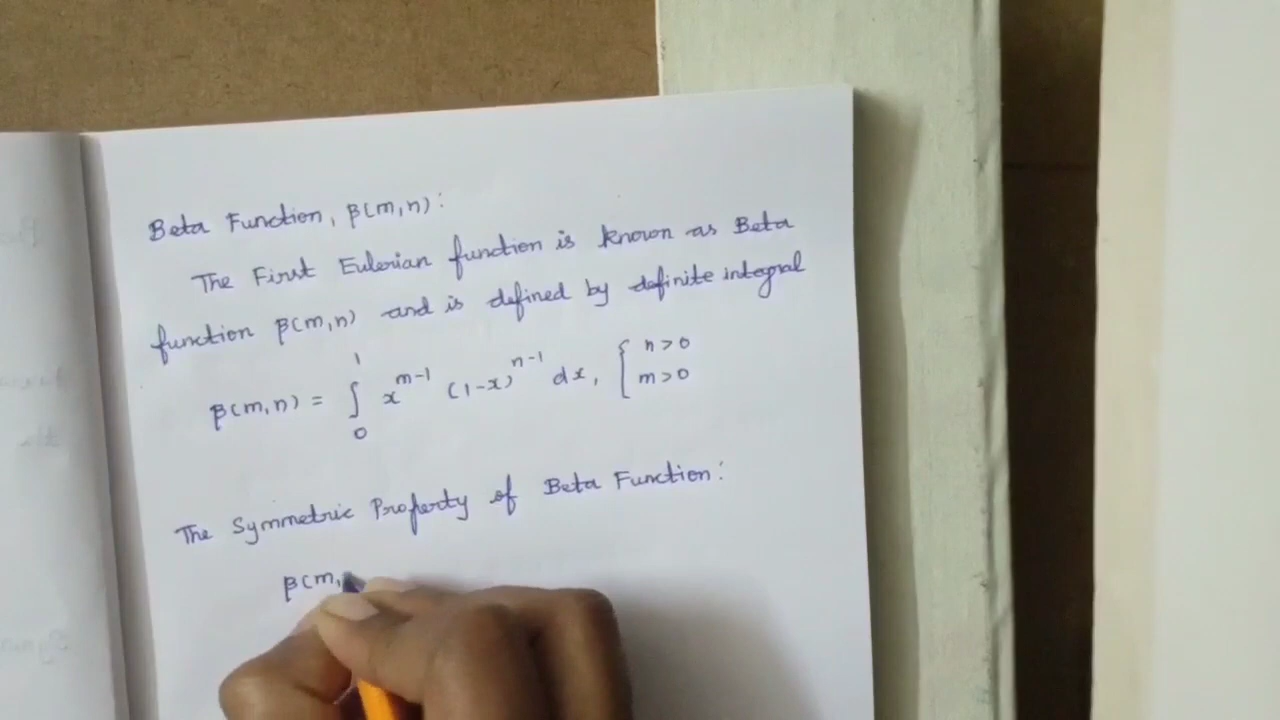 Beta Function, β(m,n):
The First Eulerian function is known as Beta
function β(m,n) and is defined by definite integral
β(m,n) = ∫₀¹ x^(m-1) (1-x)^(n-1) dx, { n>0 m>0
The Symmetric Property of Beta Function:
β(m,